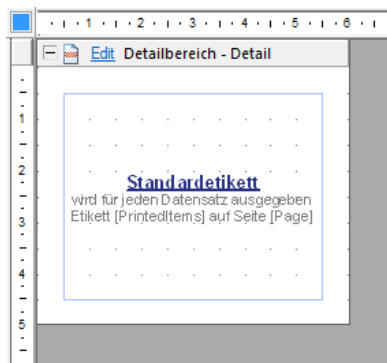 1 2 3 4 5 6
Edit Detailbereich - Detail
1
2
3
4
5
Standardetikett
wird für jeden Datensatz ausgegeben
Etikett [PrintedItems] auf Seite [Page]